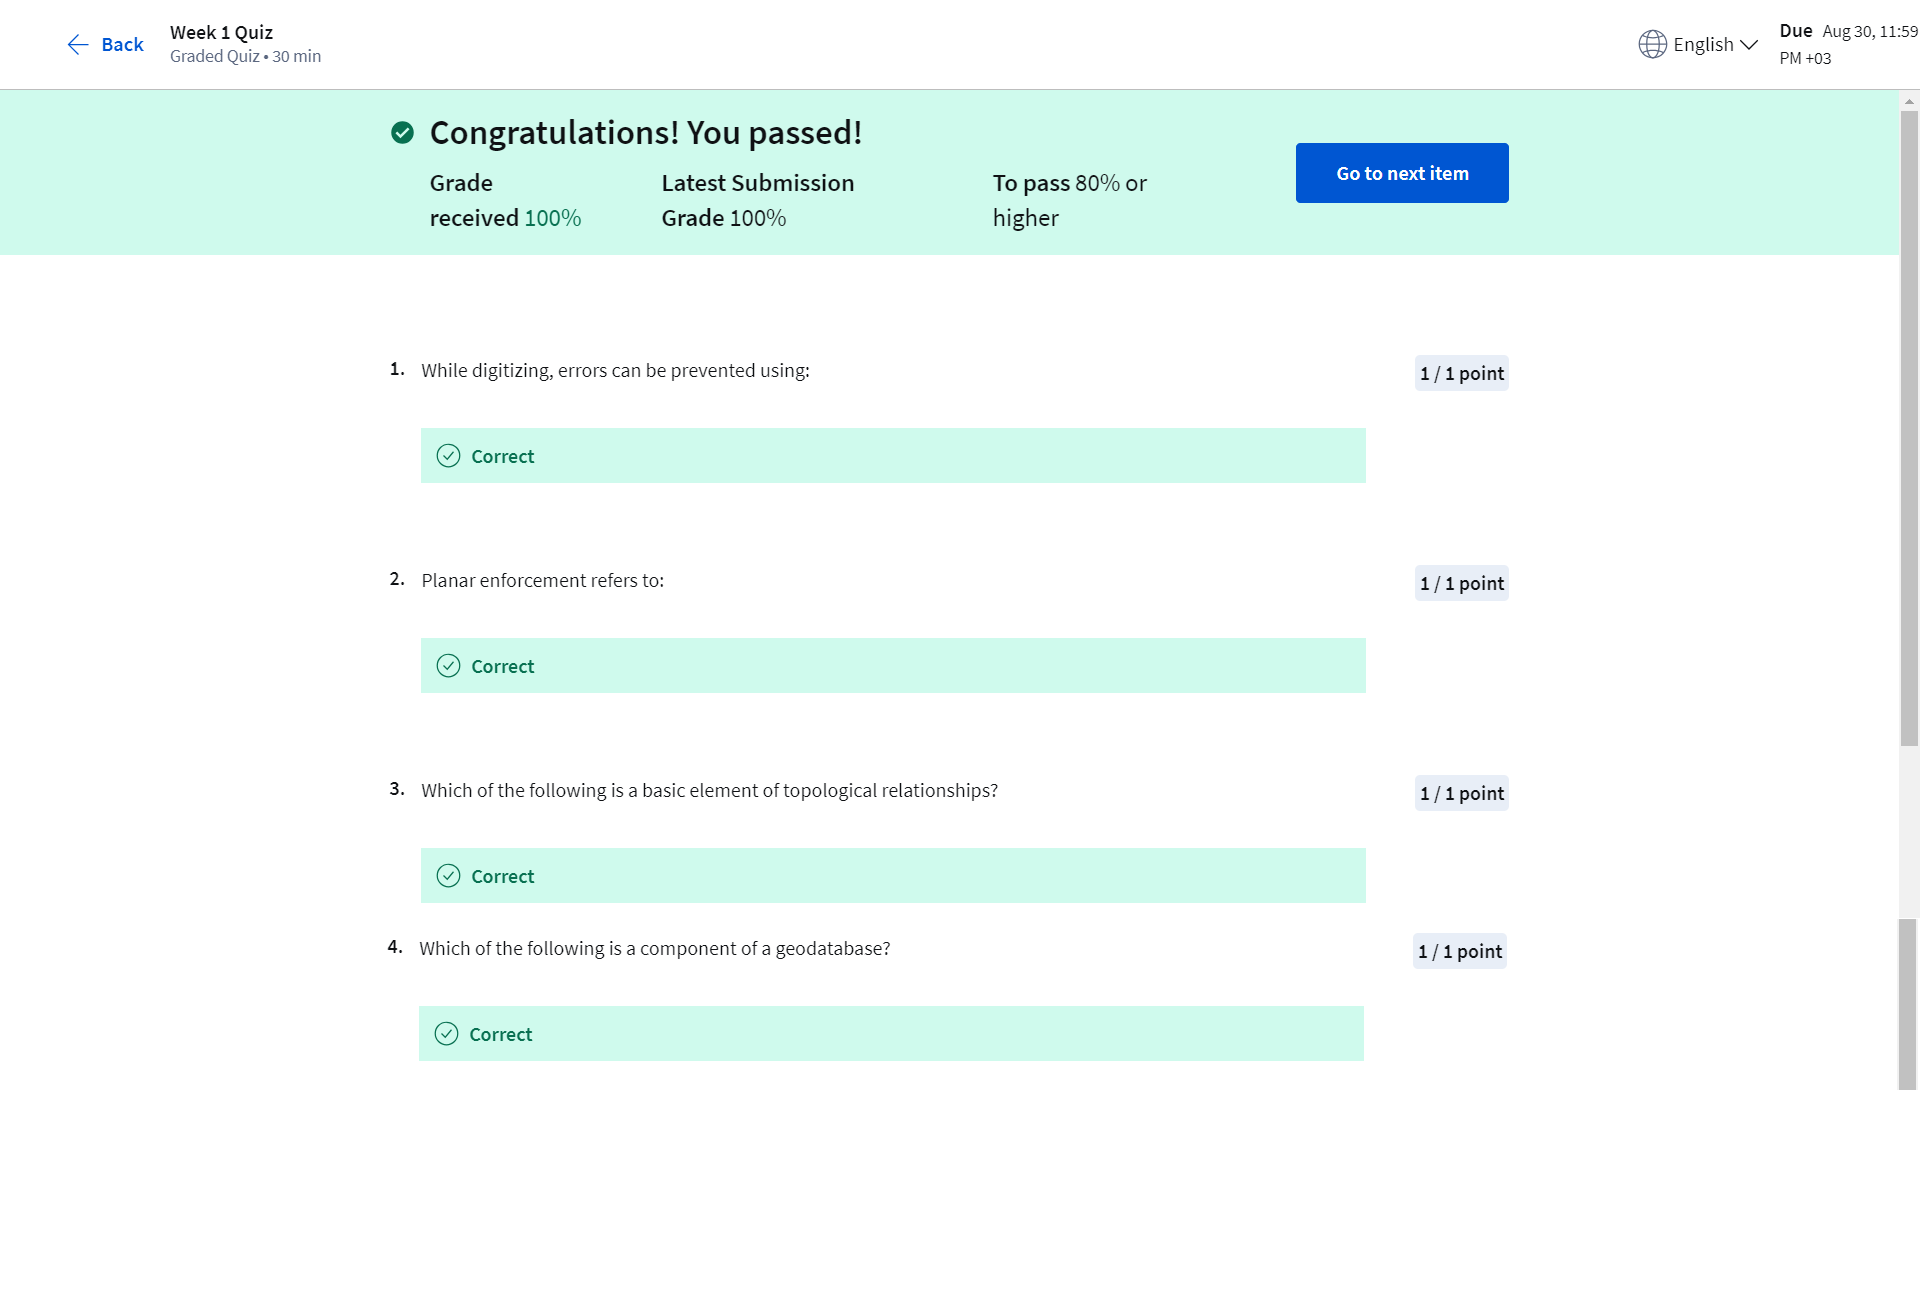 Back
Week 1 Quiz
Graded Quiz • 30 min
English
Due Aug 30, 11:59
PM +03
Congratulations! You passed!
Grade
received 100%
Latest Submission
Grade 100%
To pass 80% or
higher
Go to next item
1. While digitizing, errors can be prevented using:
1 / 1 point
Correct
2. Planar enforcement refers to:
1 / 1 point
Correct
3. Which of the following is a basic element of topological relationships?
1 / 1 point
Correct
4. Which of the following is a component of a geodatabase?
1 / 1 point
Correct